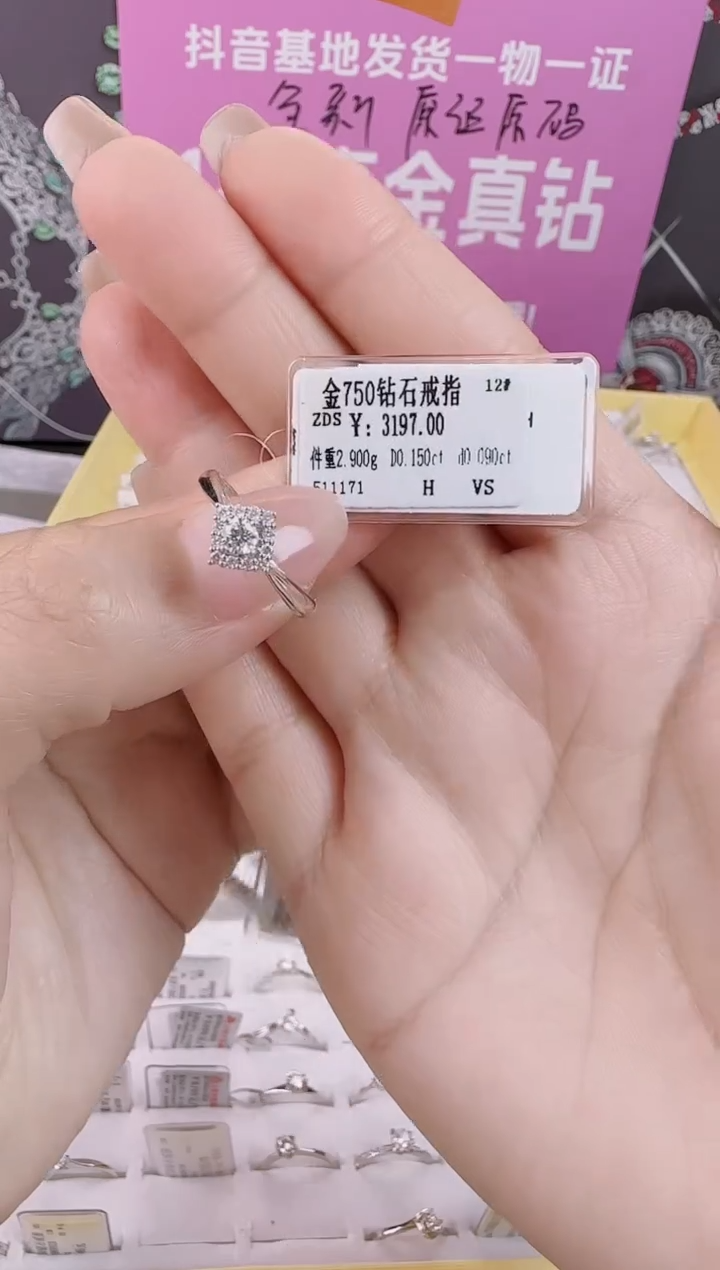 抖音基地发货一物一证
全新 原证原码
金真钻
金750钻石戒指 12#
ZDS ¥: 3197.00
件重2.900g D0.150ct d0.090ct
511171 H VS